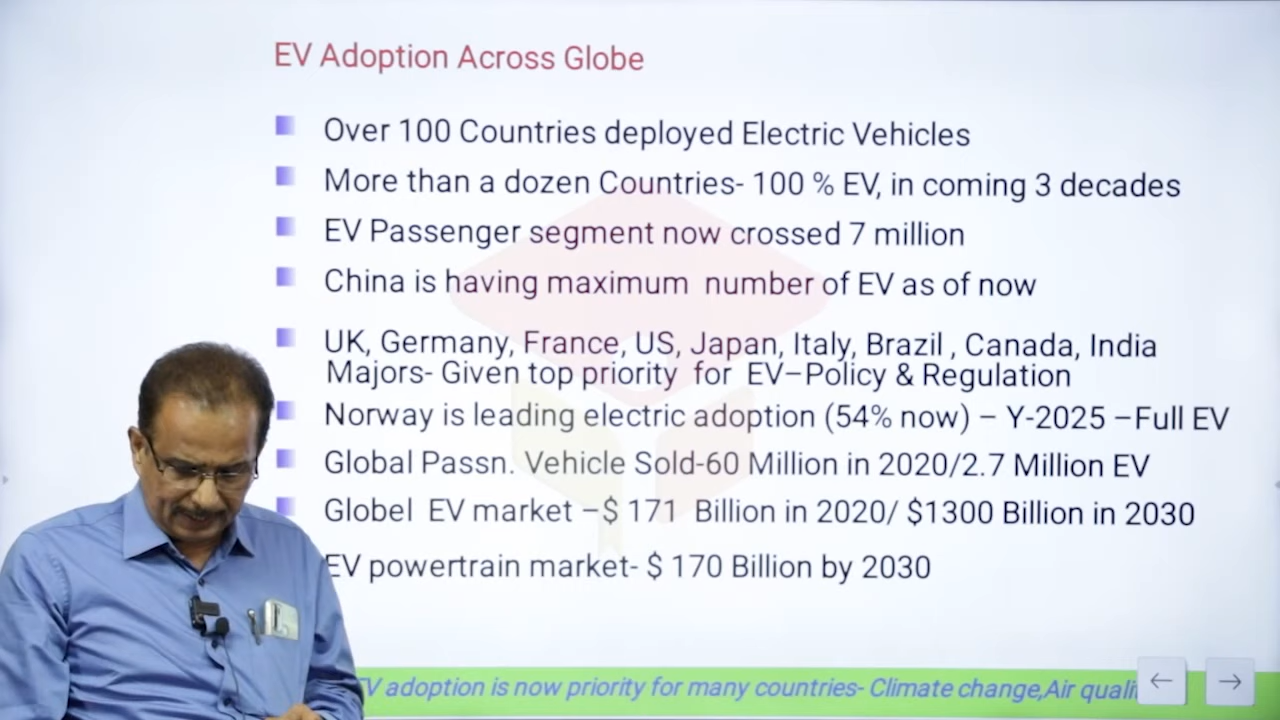 EV Adoption Across Globe
Over 100 Countries deployed Electric Vehicles
More than a dozen Countries- 100 % EV, in coming 3 decades
EV Passenger segment now crossed 7 million
China is having maximum number of EV as of now
UK, Germany, France, US, Japan, Italy, Brazil , Canada, India
Majors- Given top priority for EV–Policy & Regulation
Norway is leading electric adoption (54% now) – Y-2025 –Full EV
Global Passn. Vehicle Sold-60 Million in 2020/2.7 Million EV
Globel EV market –$ 171 Billion in 2020/ $1300 Billion in 2030
EV powertrain market- $ 170 Billion by 2030
EV adoption is now priority for many countries- Climate change,Air